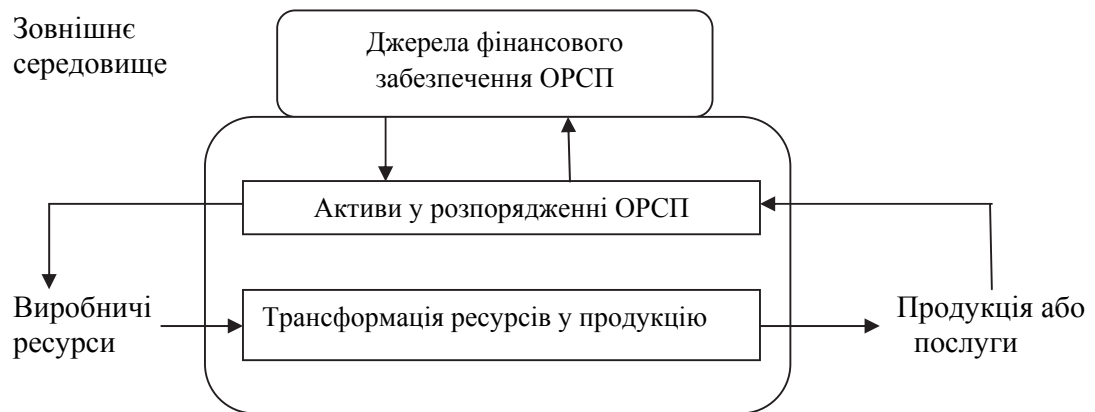 Зовнішнє
середовище
Джерела фінансового
забезпечення ОРСП
Активи у розпорядженні ОРСП
Виробничі
ресурси
Трансформація ресурсів у продукцію
Продукція або
послуги